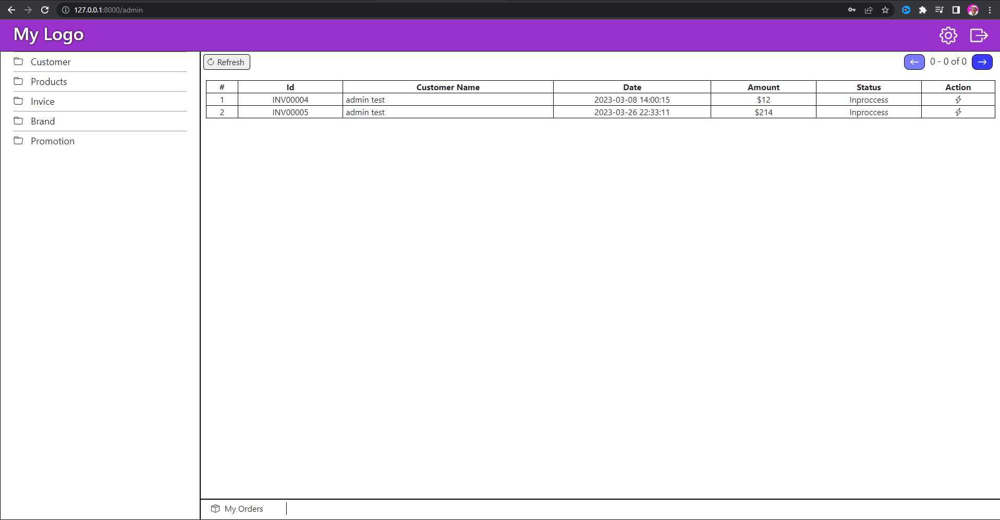 127.0.0.1:8000/admin
My Logo
Customer
Products
Invice
Brand
Promotion
Refresh
0 - 0 of 0
# Id Customer Name Date Amount Status Action
1 INV00004 admin test 2023-03-08 14:00:15 $12 Inproccess
2 INV00005 admin test 2023-03-26 22:33:11 $214 Inproccess
My Orders